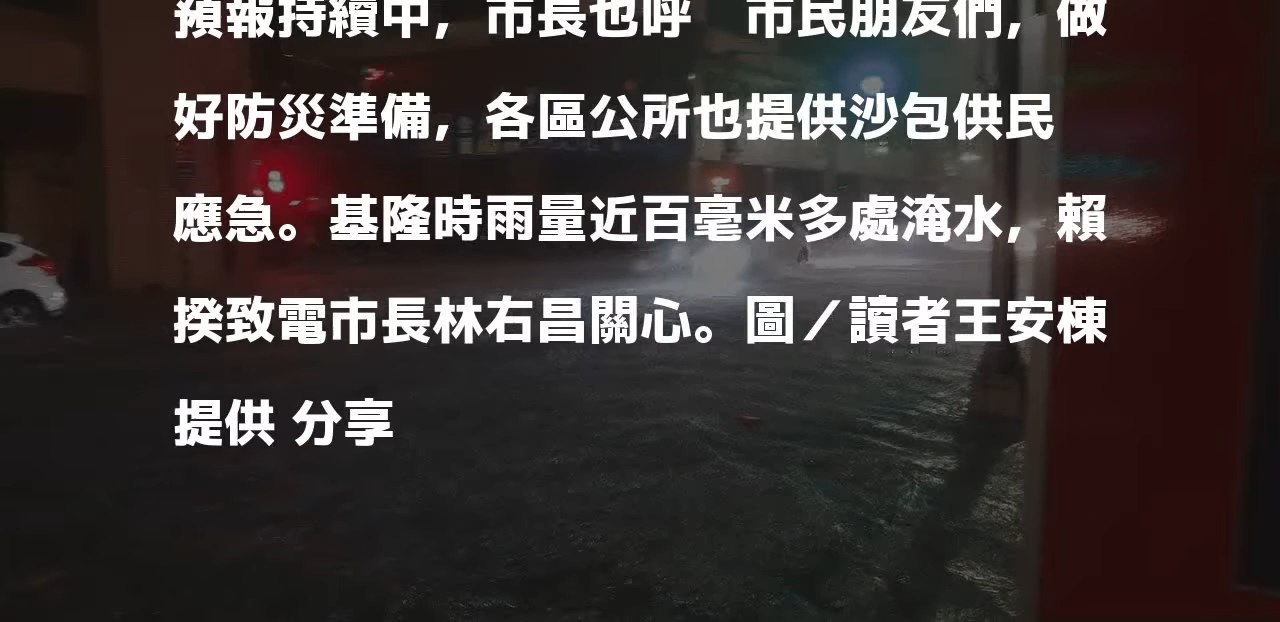 預報持續中，市長也呼　市民朋友們，做
好防災準備，各區公所也提供沙包供民
應急。基隆時雨量近百毫米多處淹水，賴
揆致電市長林右昌關心。圖／讀者王安棟
提供 分享